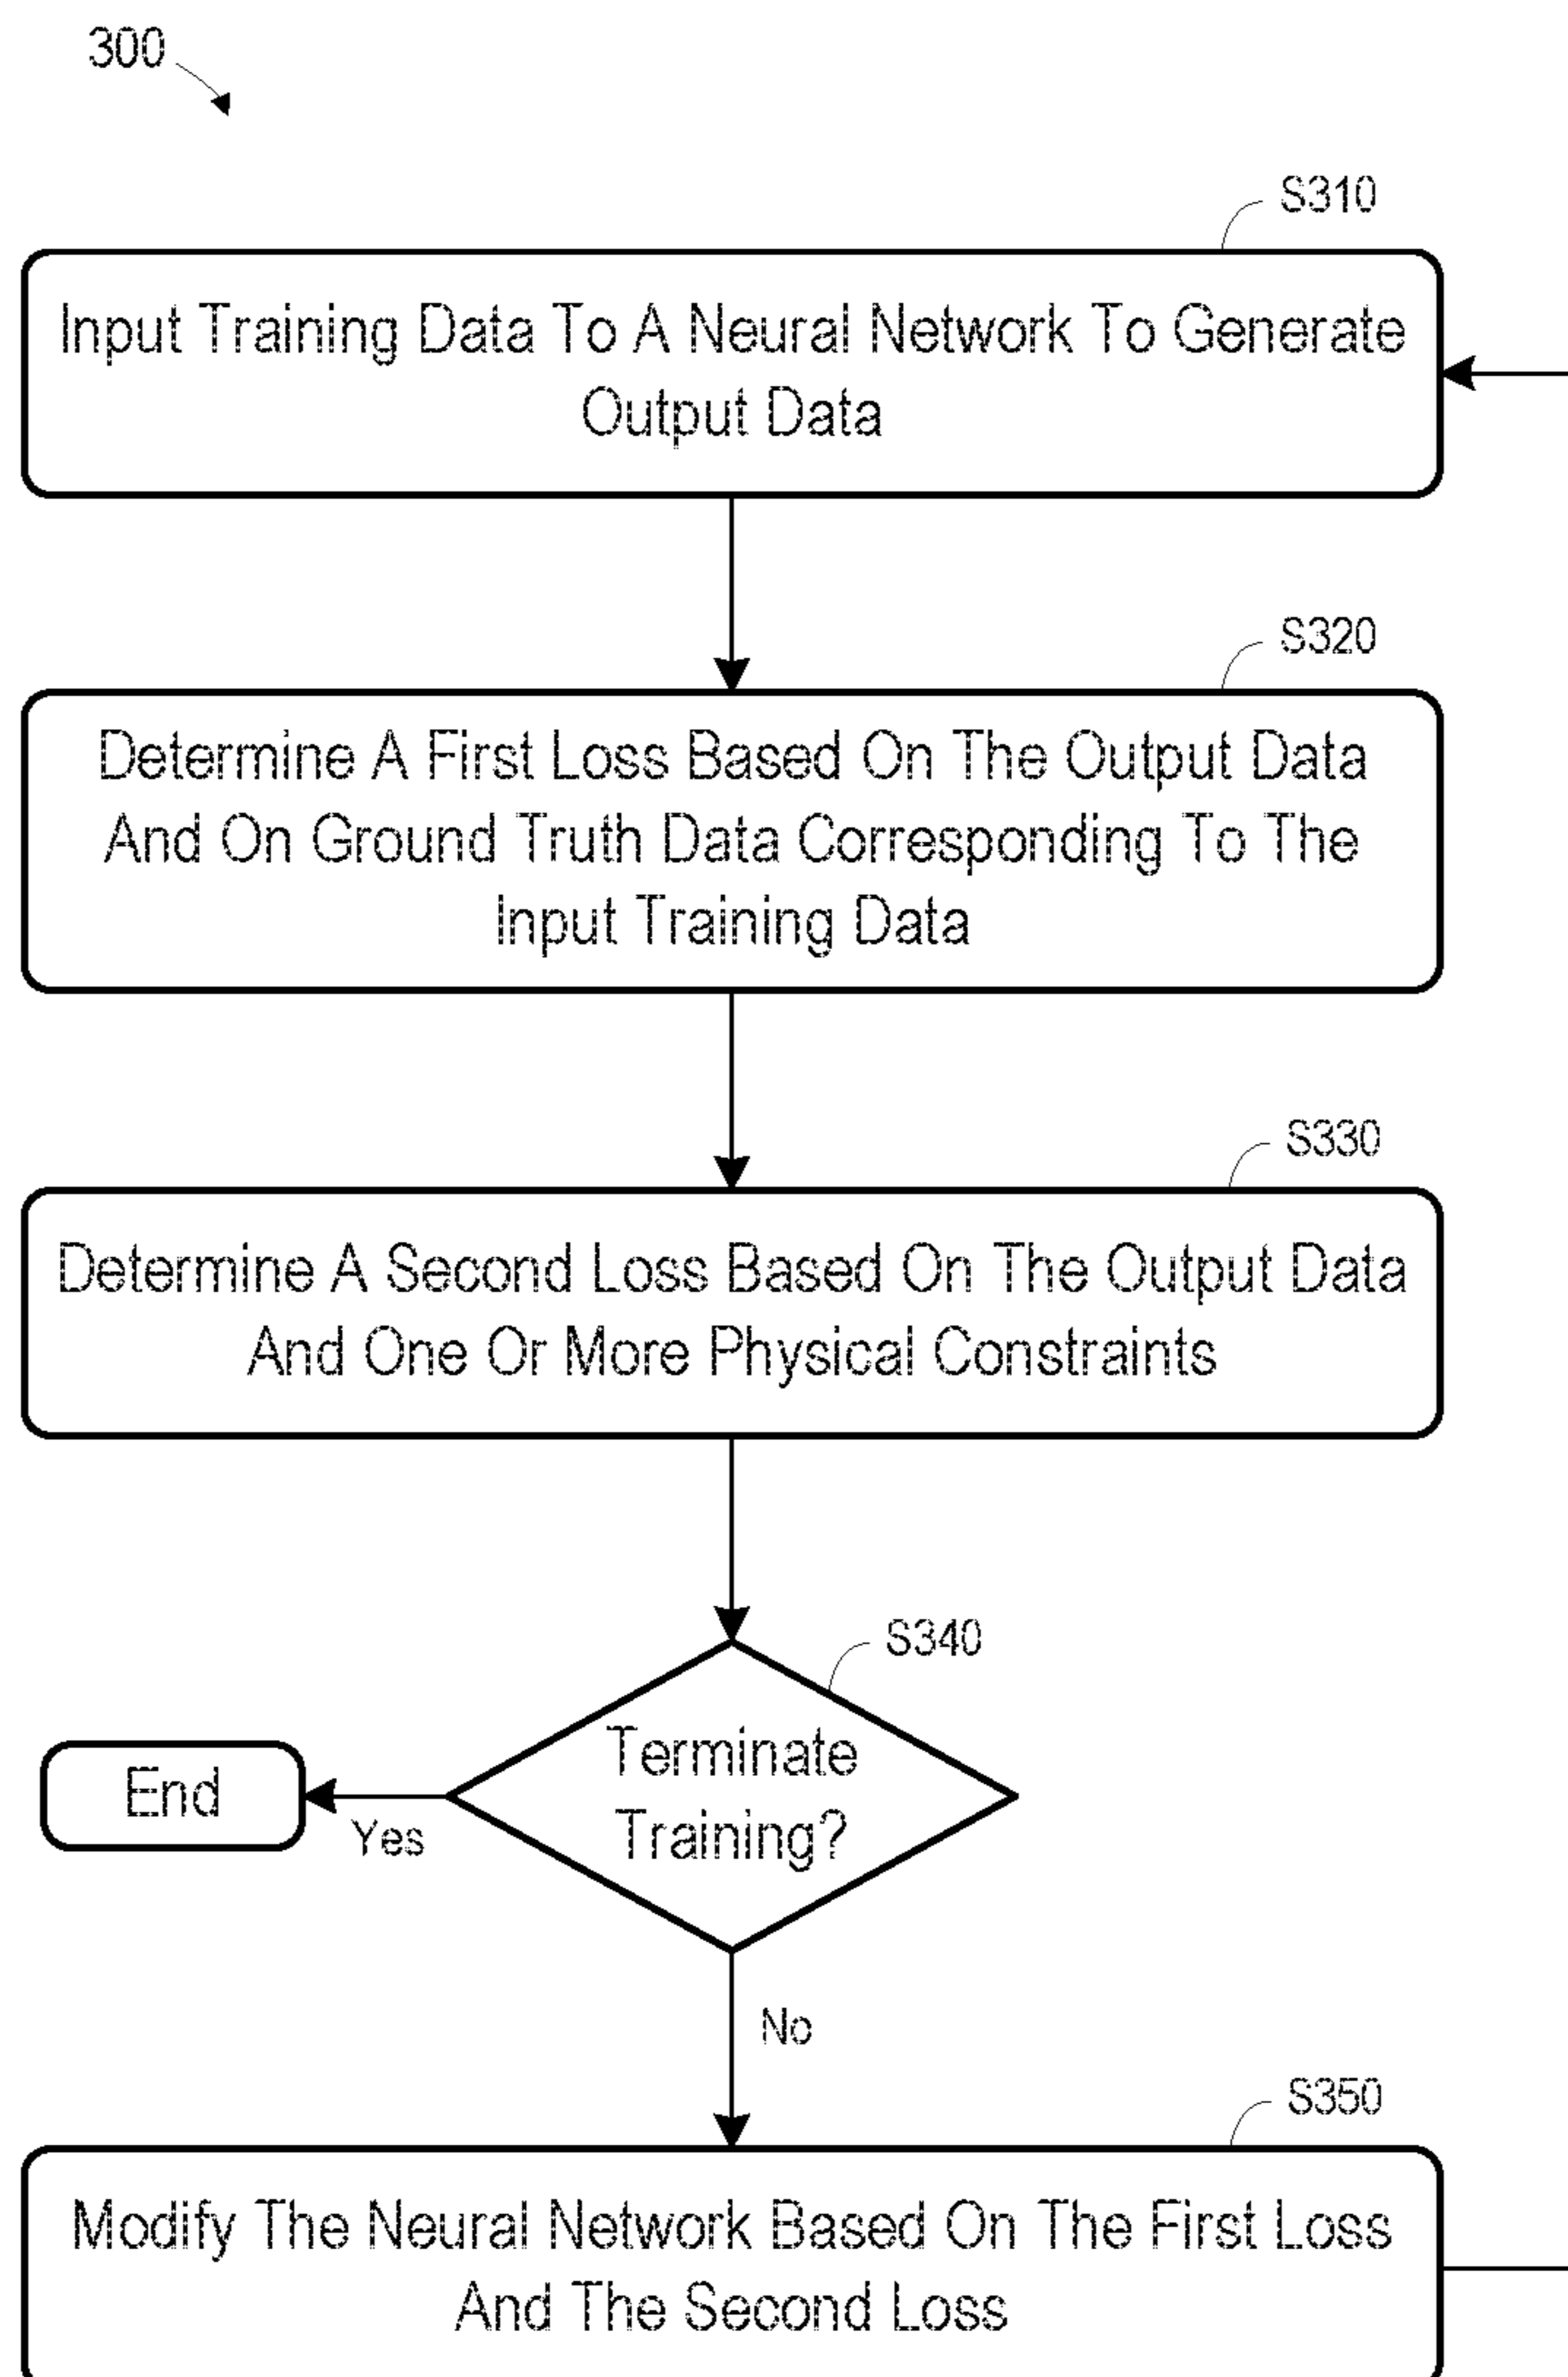 300
S310
Input Training Data To A Neural Network To Generate
Output Data
S320
Determine A First Loss Based On The Output Data
And On Ground Truth Data Corresponding To The
Input Training Data
S330
Determine A Second Loss Based On The Output Data
And One Or More Physical Constraints
S340
Terminate
Training?
End
Yes
No
S350
Modify The Neural Network Based On The First Loss
And The Second Loss